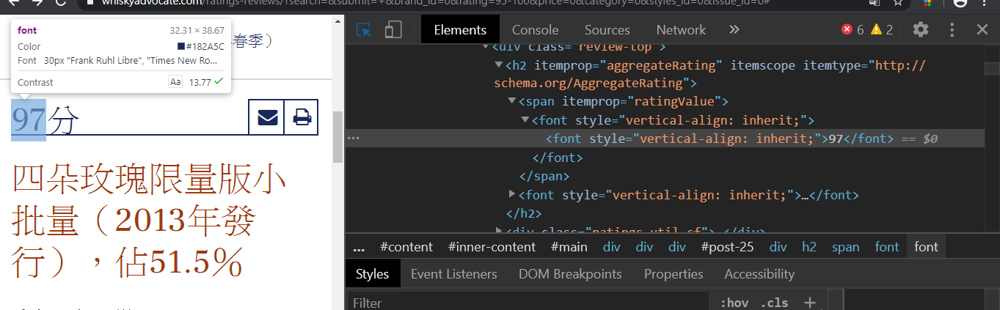 whiskyadvocate.com/ratings-reviews/?search=&submit=+&brand_id=0&rating=95-100&price=0&category=0&styles_id=0&issue_id=0#
font 32.31 × 38.67
Color #182A5C
Font 30px "Frank Ruhl Libre", "Times New Ro...
Contrast Aa 13.77
春季）
97分
四朵玫瑰限量版小
批量（2013年發
行），佔51.5％
Elements Console Sources Network 6 2
<div class="review-top">
<h2 itemprop="aggregateRating" itemscope itemtype="http://
schema.org/AggregateRating">
<span itemprop="ratingValue">
<font style="vertical-align: inherit;">
... <font style="vertical-align: inherit;">97</font> == $0
</font>
</span>
<font style="vertical-align: inherit;">…</font>
</h2>
<div class="ratings-util cf">…</div>
... #content #inner-content #main div div div #post-25 div h2 span font font
Styles Event Listeners DOM Breakpoints Properties Accessibility
Filter :hov .cls +